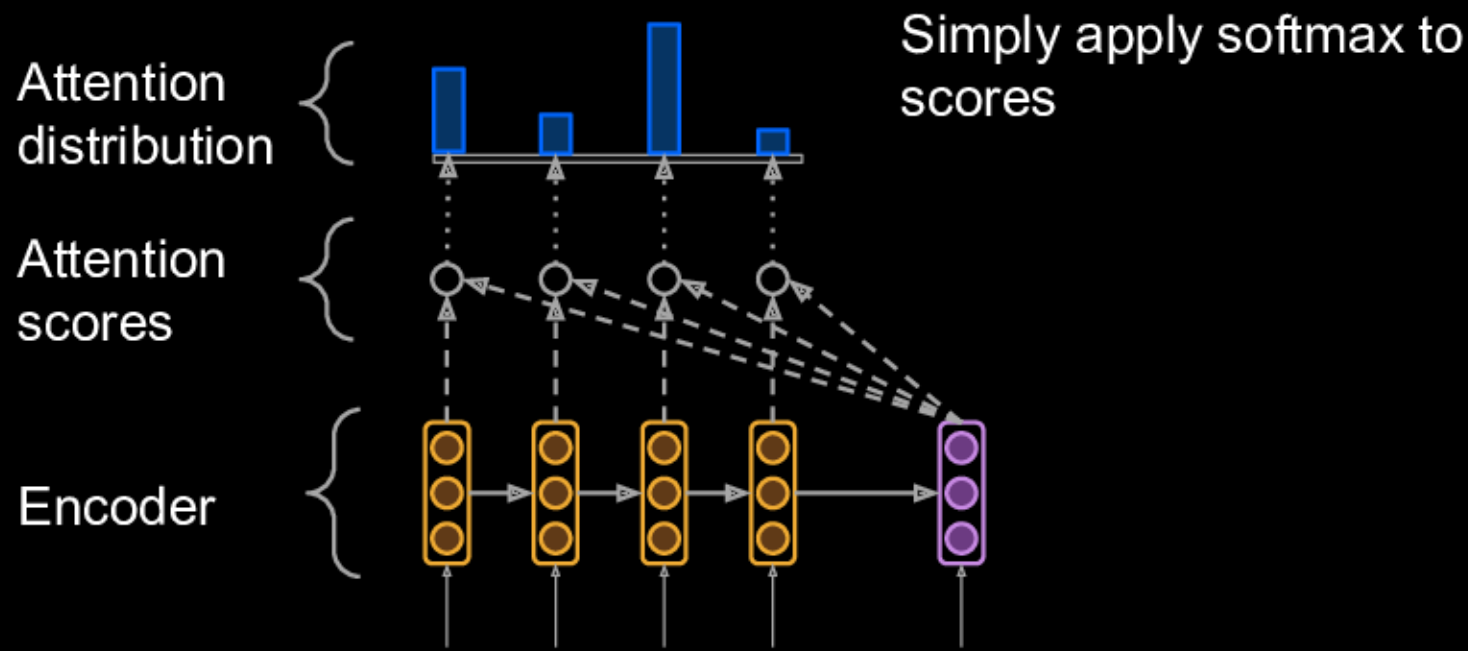 Simply apply softmax to
scores
Attention
distribution
Attention
scores
Encoder